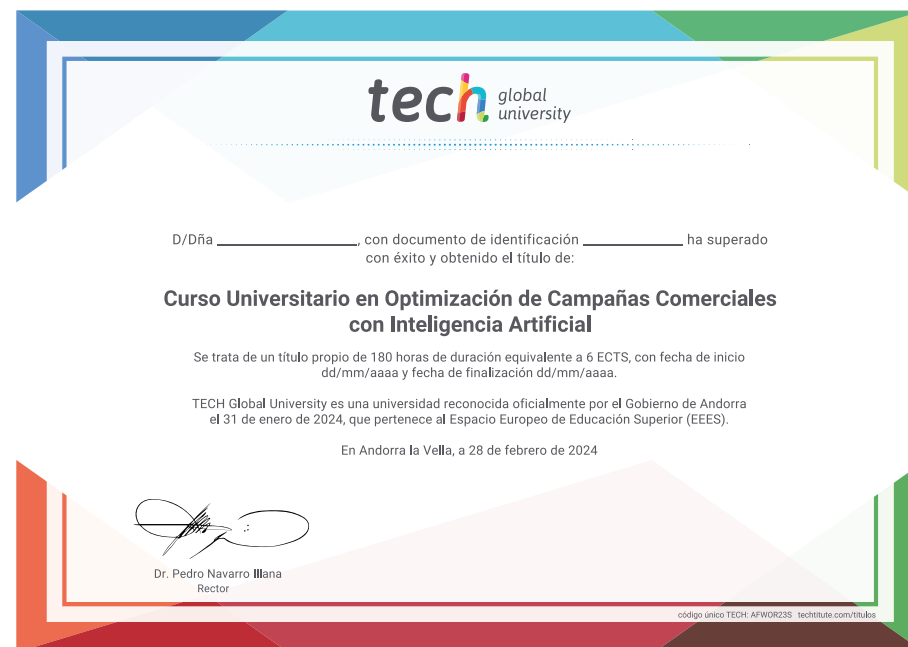 tech global
university
D/Dña ____________________, con documento de identificación ______________ ha superado
con éxito y obtenido el título de:
Curso Universitario en Optimización de Campañas Comerciales
con Inteligencia Artificial
Se trata de un título propio de 180 horas de duración equivalente a 6 ECTS, con fecha de inicio
dd/mm/aaaa y fecha de finalización dd/mm/aaaa.
TECH Global University es una universidad reconocida oficialmente por el Gobierno de Andorra
el 31 de enero de 2024, que pertenece al Espacio Europeo de Educación Superior (EEES).
En Andorra la Vella, a 28 de febrero de 2024
Dr. Pedro Navarro Illana
Rector
código único TECH: AFWOR23S techtitute.com/titulos